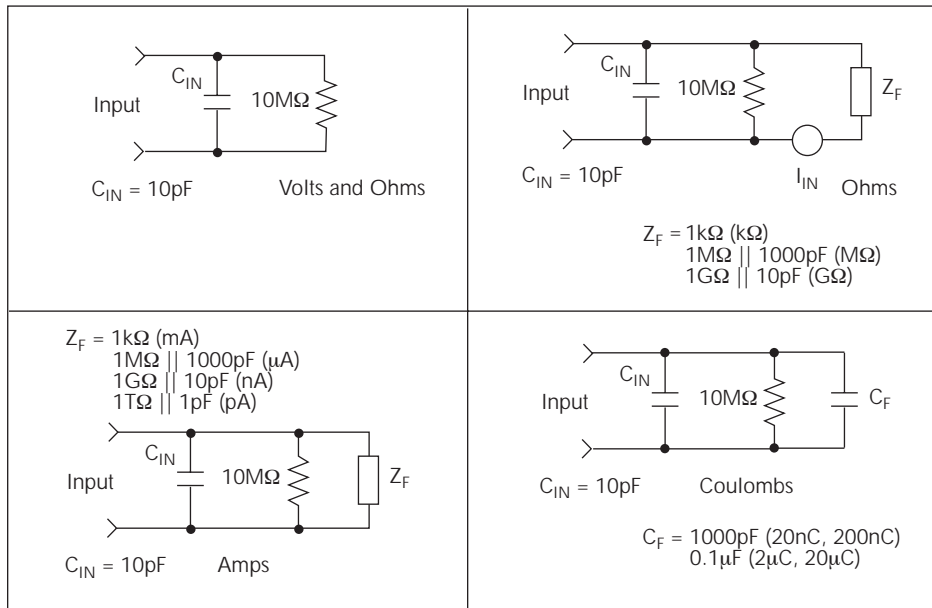 C_IN
Input
10MΩ
C_IN = 10pF
Volts and Ohms
C_IN
Input
10MΩ
Z_F
C_IN = 10pF
I_IN
Ohms
Z_F = 1kΩ (kΩ)
1MΩ || 1000pF (MΩ)
1GΩ || 10pF (GΩ)
Z_F = 1kΩ (mA)
1MΩ || 1000pF (μA)
1GΩ || 10pF (nA)
1TΩ || 1pF (pA)
C_IN
Input
10MΩ
Z_F
C_IN = 10pF
Amps
C_IN
Input
10MΩ
C_F
C_IN = 10pF
Coulombs
C_F = 1000pF (20nC, 200nC)
0.1μF (2μC, 20μC)